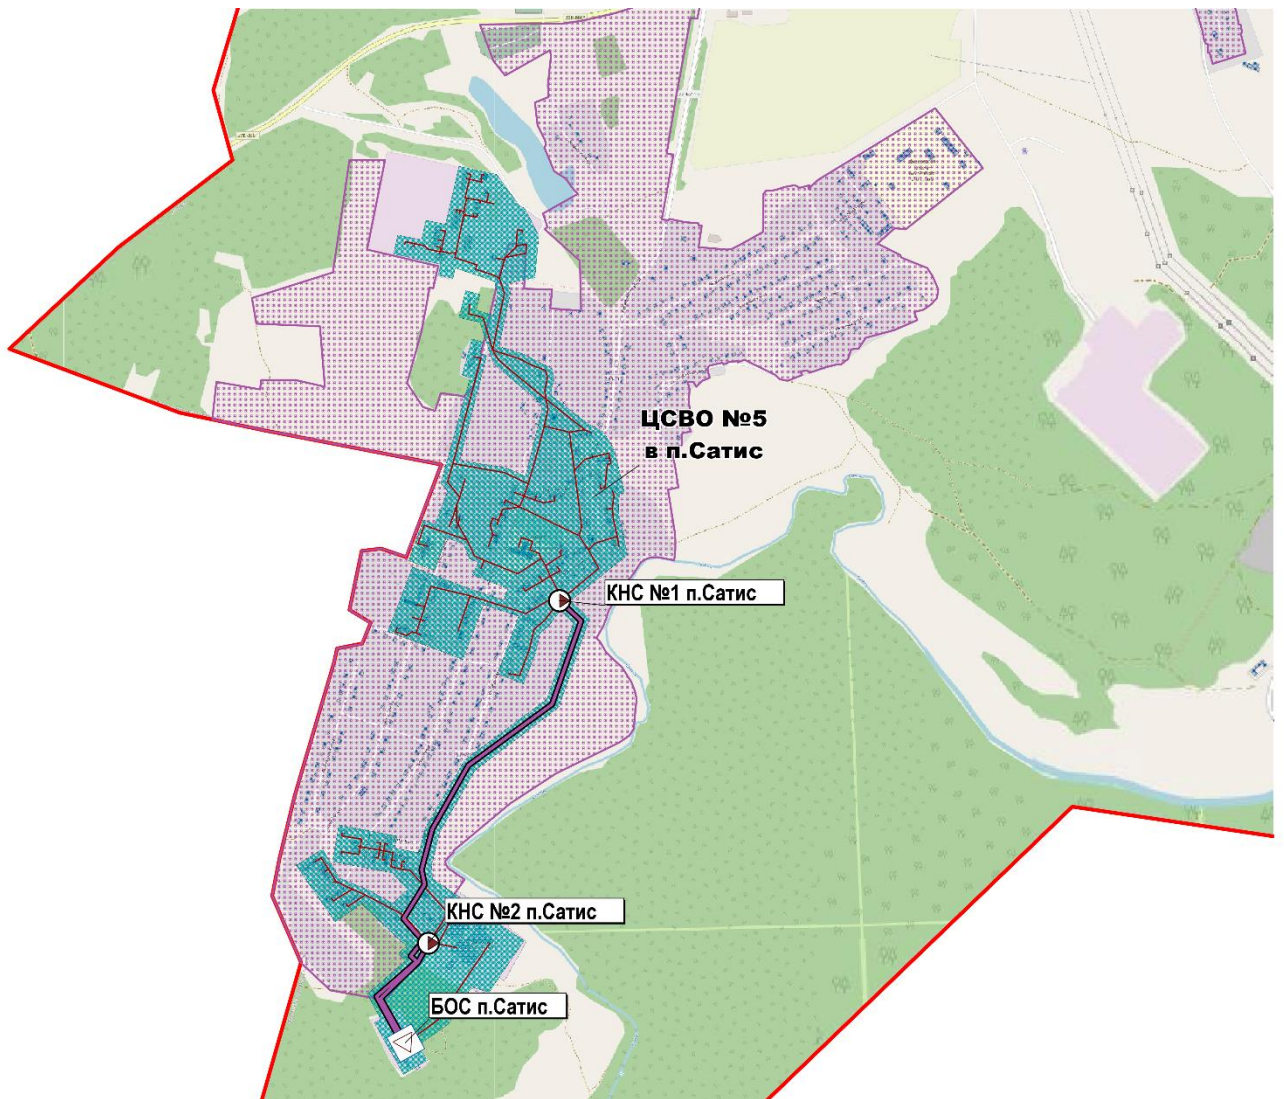 ЦСВО №5
в п.Сатис
КНС №1 п.Сатис
КНС №2 п.Сатис
БОС п.Сатис